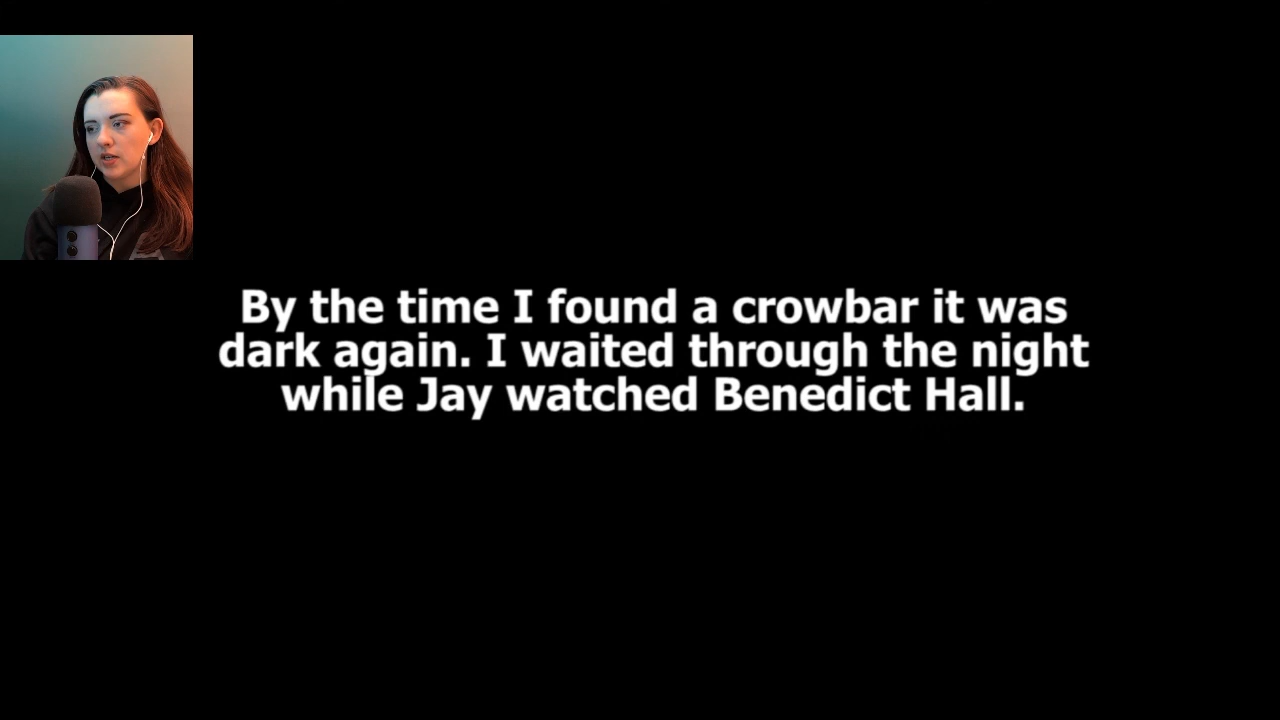 By the time I found a crowbar it was
dark again. I waited through the night
while Jay watched Benedict Hall.